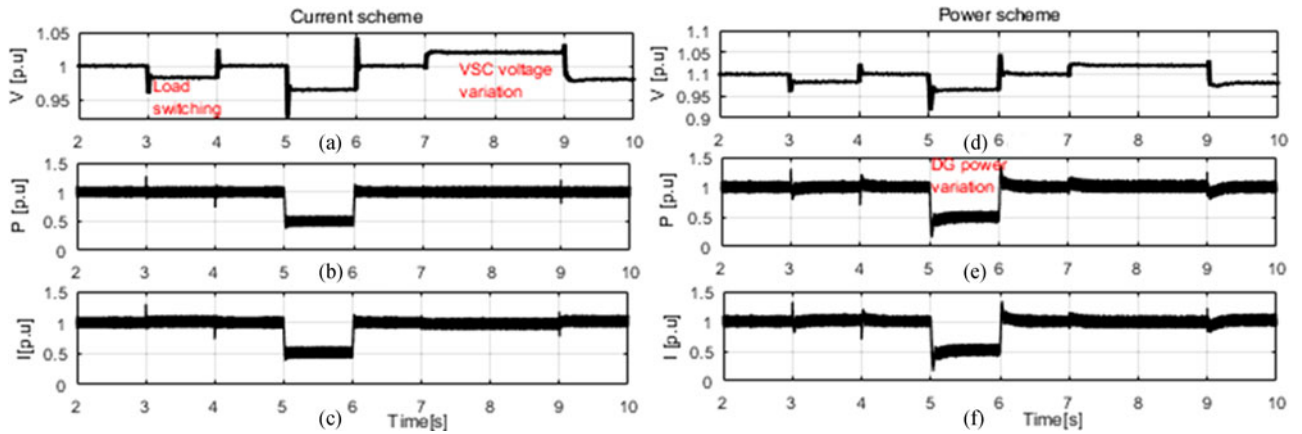 Current scheme
1.05
1
0.95
V [p.u]
Load
switching
VSC voltage
variation
2 3 4 5 6 7 8 9 10
(a)
1.5
1
0.5
0
P [p.u]
2 3 4 5 6 7 8 9 10
(b)
1.5
1
0.5
0
I[p.u]
2 3 4 5 6 7 8 9 10
(c)
Time[s]
Power scheme
1.1
1.05
1.1
0.95
0.9
V [p.u]
2 3 4 5 6 7 8 9 10
(d)
1.5
1
0.5
0
P [p.u]
DG power
variation
2 3 4 5 6 7 8 9 10
(e)
1.5
1
0.5
0
I [p.u]
2 3 4 5 6 7 8 9 10
Time[s]
(f)